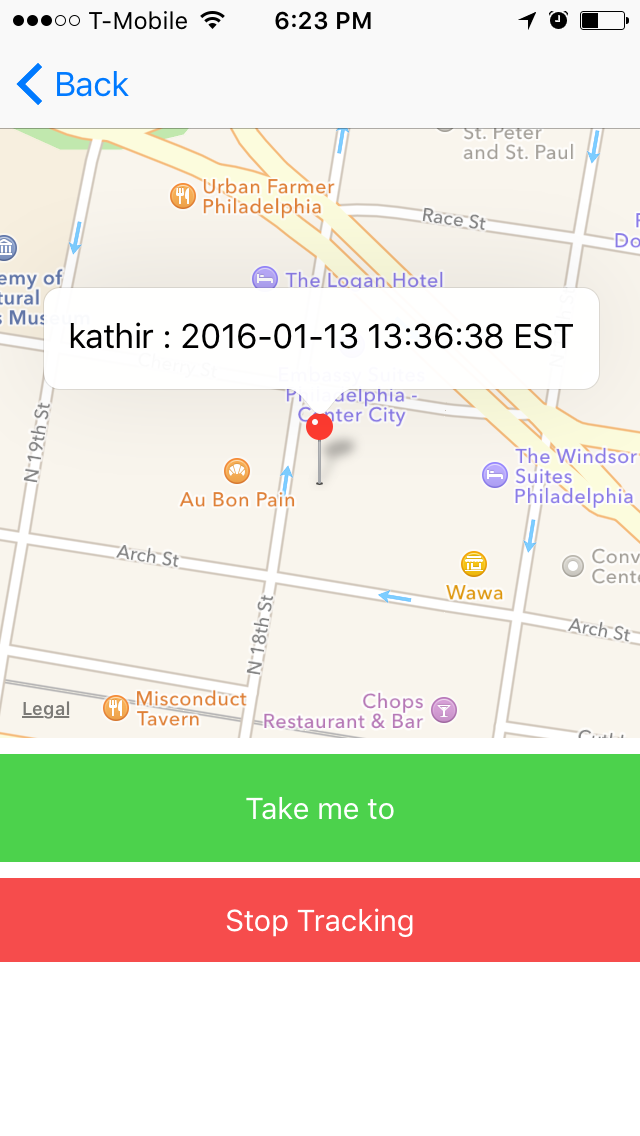 T-Mobile 6:23 PM
Back
St. Peter
and St. Paul
Urban Farmer
Philadelphia
Race St
Do
emy of
tural
s Museum
The Logan Hotel
kathir : 2016-01-13 13:36:38 EST
Cherry St
Embassy Suites
Philadelphia -
Center City
N 19th St
The Windsor
Suites
Philadelphia
Au Bon Pain
Arch St
Conv
Cente
Wawa
Arch St
N 18th St
Misconduct
Tavern
Chops
Restaurant & Bar
Legal
Take me to
Stop Tracking